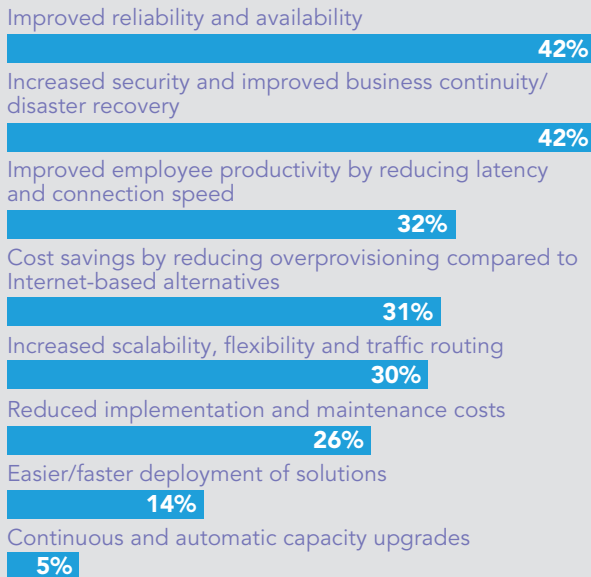 Improved reliability and availability
42%
Increased security and improved business continuity/
disaster recovery
42%
Improved employee productivity by reducing latency
and connection speed
32%
Cost savings by reducing overprovisioning compared to
Internet-based alternatives
31%
Increased scalability, flexibility and traffic routing
30%
Reduced implementation and maintenance costs
26%
Easier/faster deployment of solutions
14%
Continuous and automatic capacity upgrades
5%